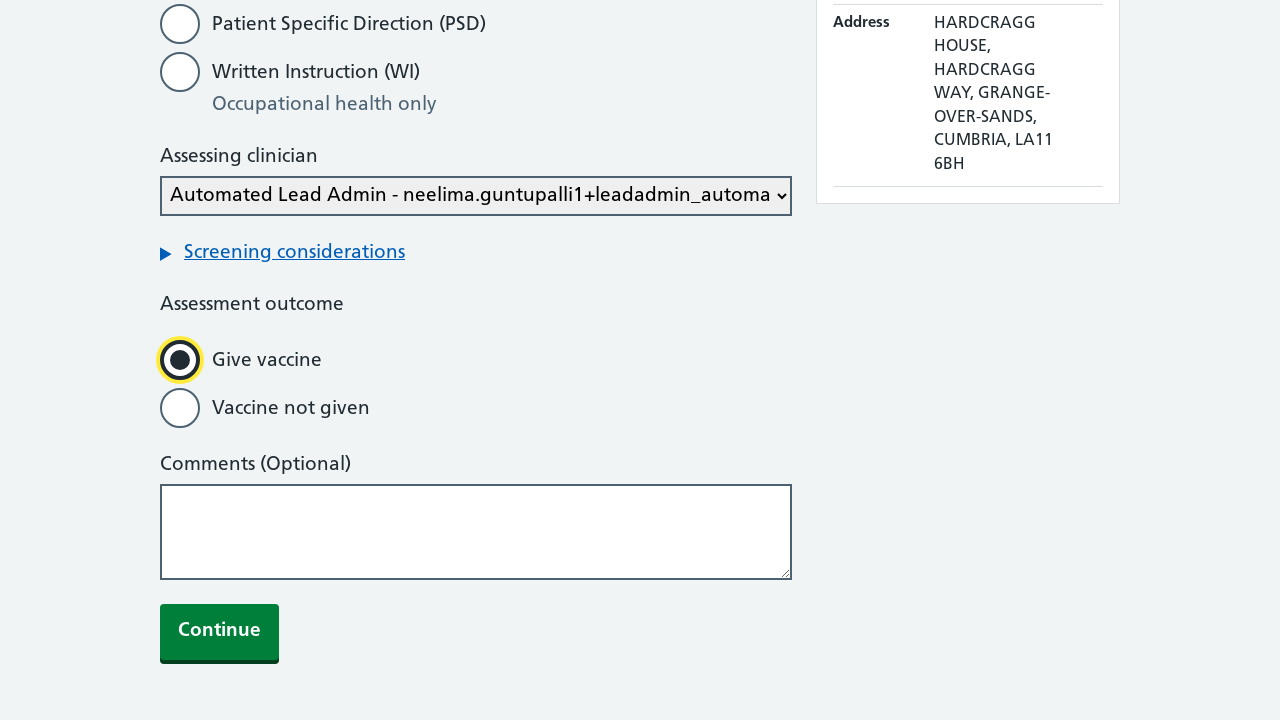 Patient Specific Direction (PSD)
Written Instruction (WI)
Occupational health only
Assessing clinician
Automated Lead Admin - neelima.guntupalli1+leadadmin_automa
Screening considerations
Assessment outcome
Give vaccine
Vaccine not given
Comments (Optional)
Continue
Address
HARDCRAGG
HOUSE,
HARDCRAGG
WAY, GRANGE-
OVER-SANDS,
CUMBRIA, LA11
6BH